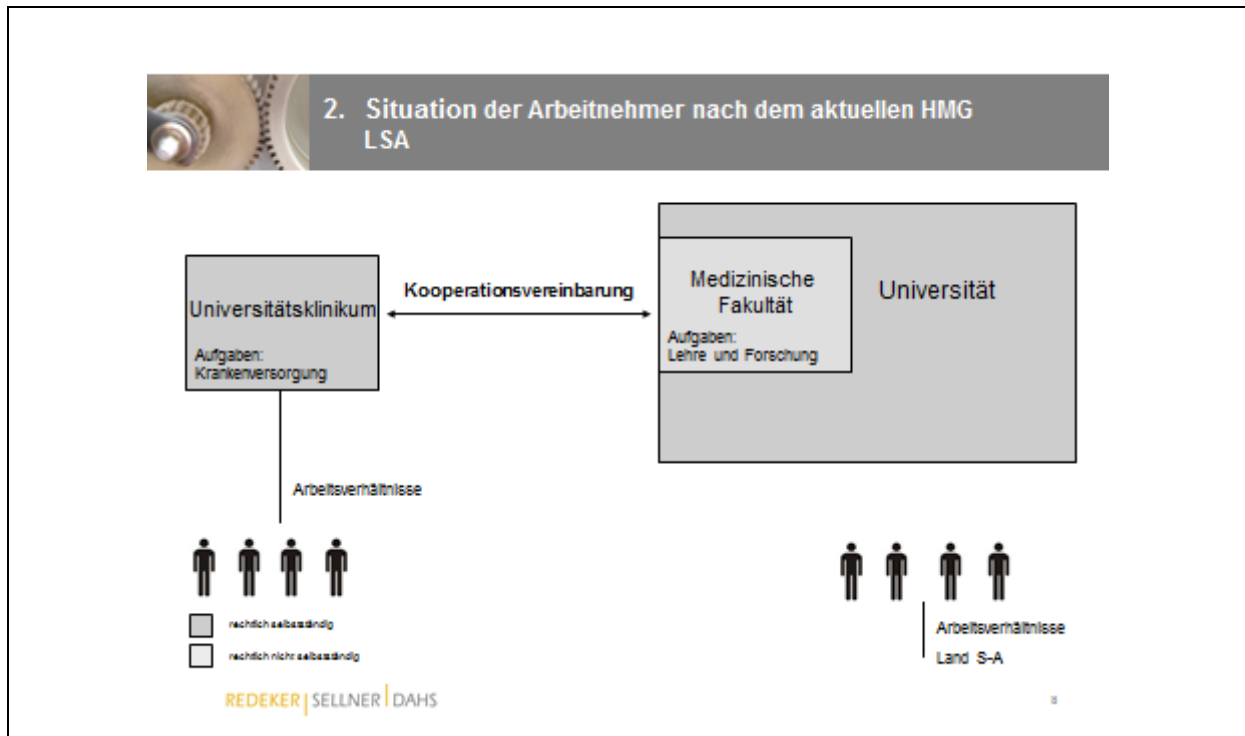 2. Situation der Arbeitnehmer nach dem aktuellen HMG
LSA
Universitätsklinikum
Aufgaben:
Krankenversorgung
Kooperationsvereinbarung
Medizinische
Fakultät
Aufgaben:
Lehre und Forschung
Universität
Arbeitsverhältnisse
rechtlich selbstständig
rechtlich nicht selbstständig
Arbeitsverhältnisse
Land S-A
REDEKER | SELLNER | DAHS